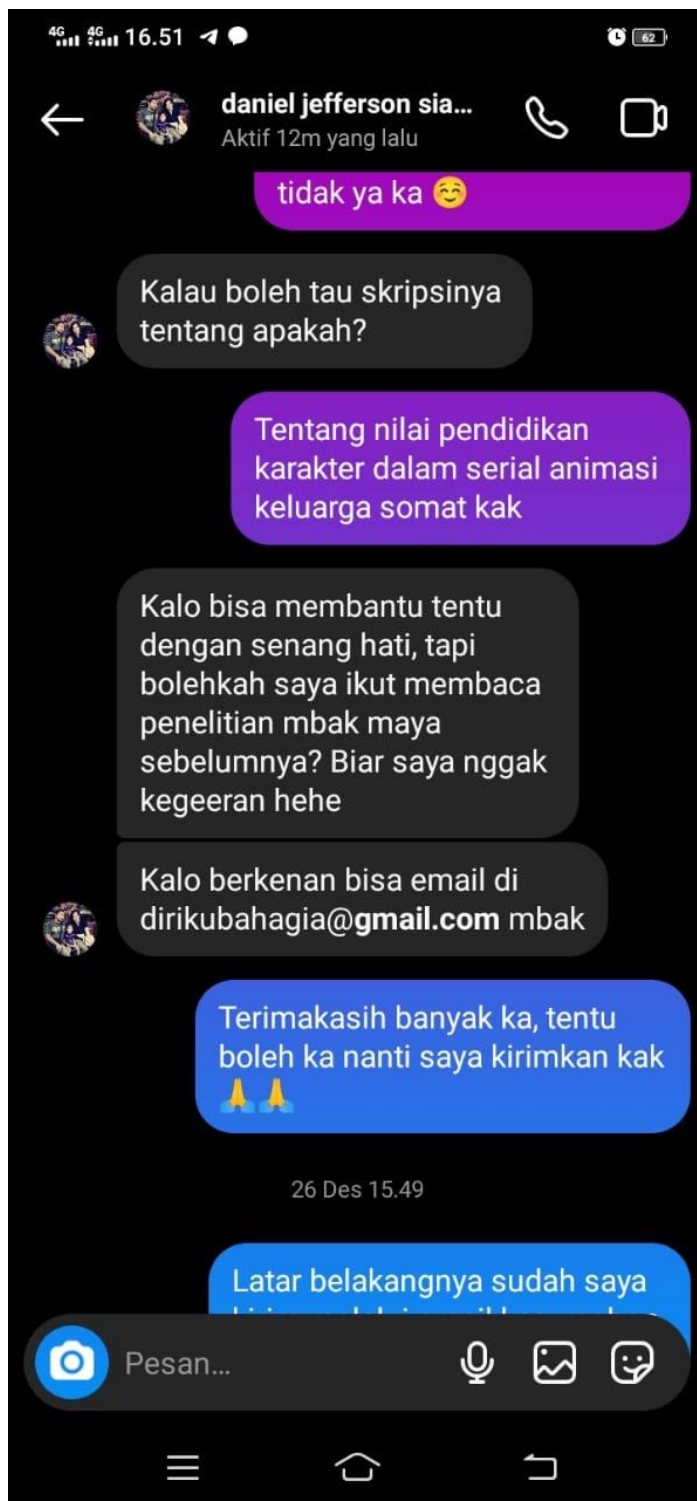 4G 4G 16.51 62
daniel jefferson sia...
Aktif 12m yang lalu
tidak ya ka ☺️
Kalau boleh tau skripsinya
tentang apakah?
Tentang nilai pendidikan
karakter dalam serial animasi
keluarga somat kak
Kalo bisa membantu tentu
dengan senang hati, tapi
bolehkah saya ikut membaca
penelitian mbak maya
sebelumnya? Biar saya nggak
kegeeran hehe
Kalo berkenan bisa email di
dirikubahagia@gmail.com mbak
Terimakasih banyak ka, tentu
boleh ka nanti saya kirimkan kak
🙏🙏
26 Des 15.49
Latar belakangnya sudah saya
Pesan...